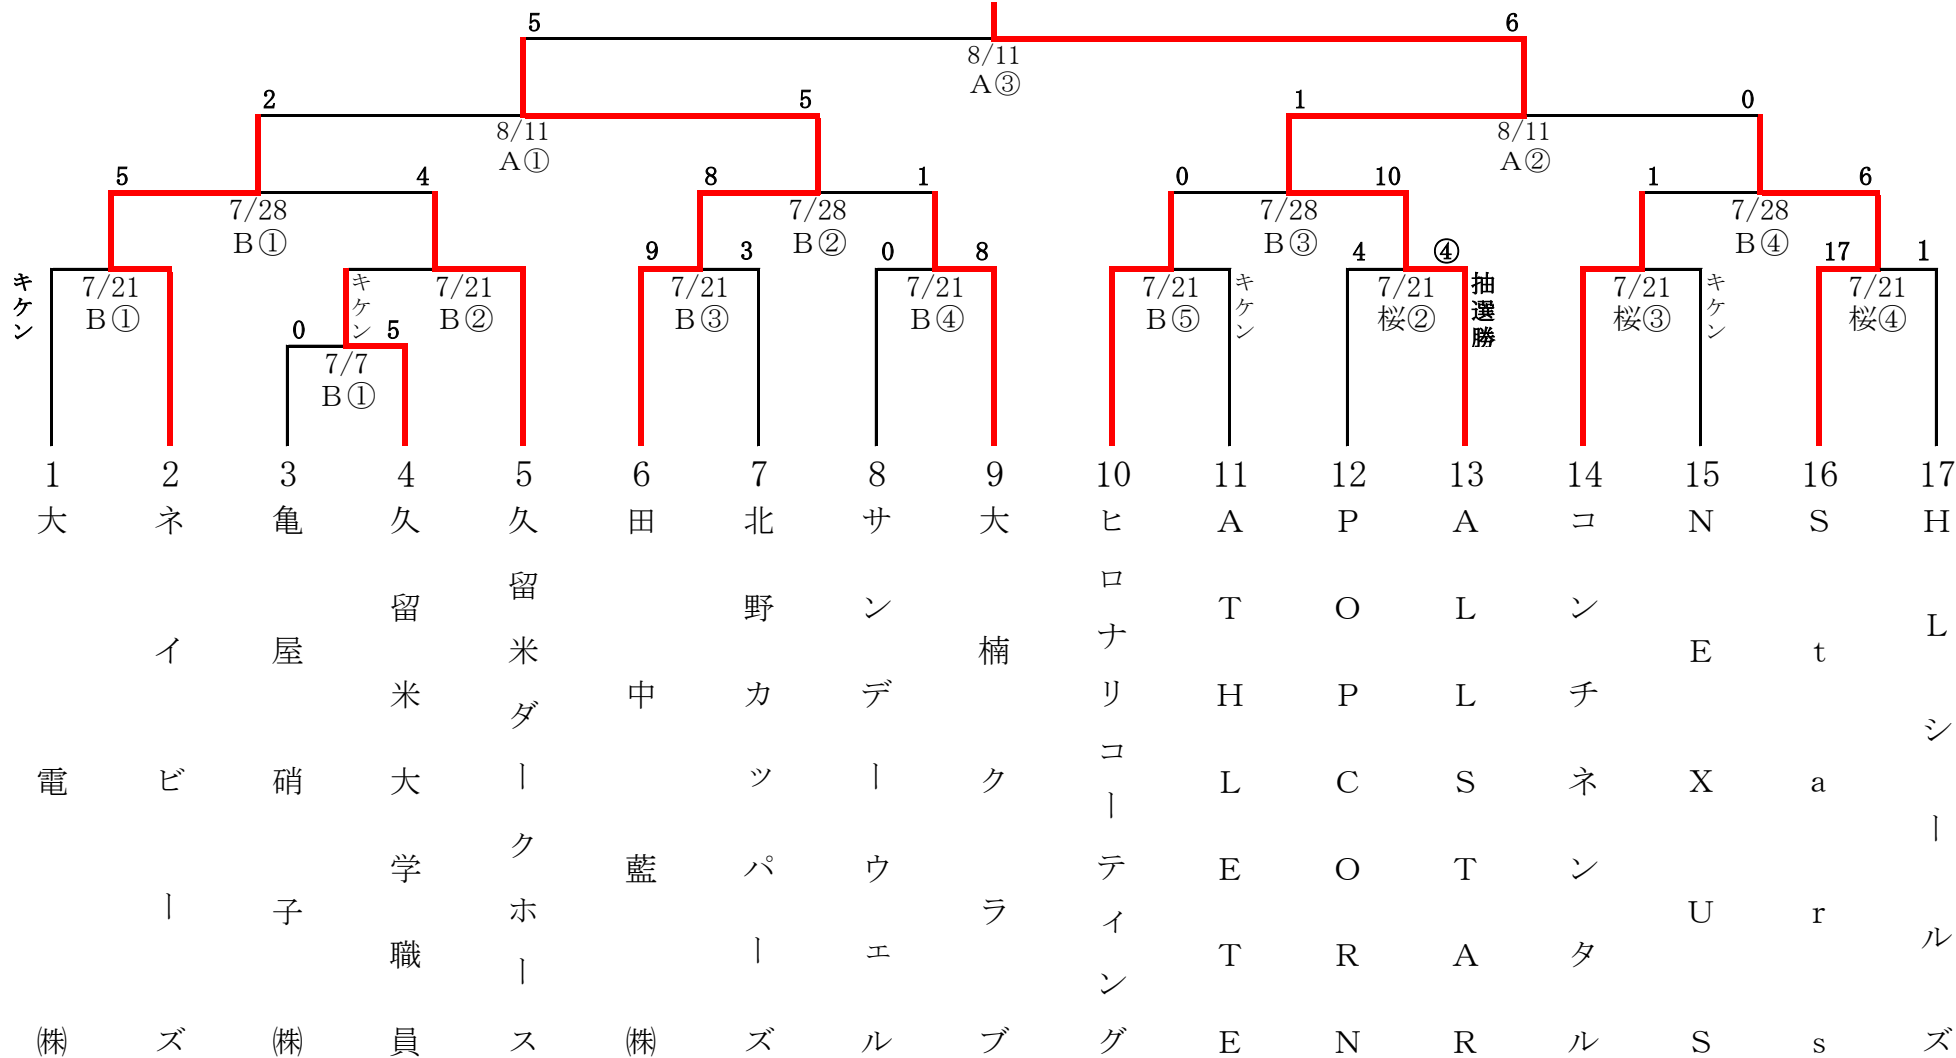 5 6
8/11
A③
2 5 1 0
8/11 8/11
A① A②
5 4 8 1 0 10 1 6
7/28 7/28 7/28 7/28
B① B② B③ B④
9 3 0 8 4 ④ 17 1
キケン 7/21 キケン 7/21 7/21 7/21 7/21 キケン 7/21 抽選勝 7/21 キケン 7/21
B① B② B③ B④ B⑤ 桜② 桜③ 桜④
0 5
7/7
B①
1 2 3 4 5 6 7 8 9 10 11 12 13 14 15 16 17
大電㈱
ネイビーズ
亀屋硝子㈱
久留米大学職員
久留米ダークホース
田中藍㈱
北野カッパーズ
サンデーウェルブ
大楠クラブ
ヒロナリコーティング
ATHLETE
POPCORN
ALLSTAR
コンチネンタル
NEXUS
Stars
HLシールズ